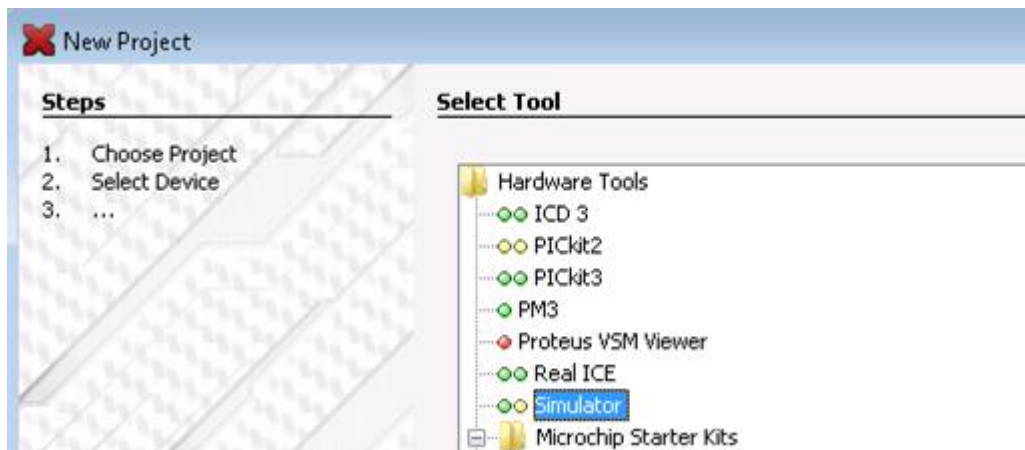 New Project
Steps
1. Choose Project
2. Select Device
3. ...
Select Tool
Hardware Tools
ICD 3
PICkit2
PICkit3
PM3
Proteus VSM Viewer
Real ICE
Simulator
Microchip Starter Kits